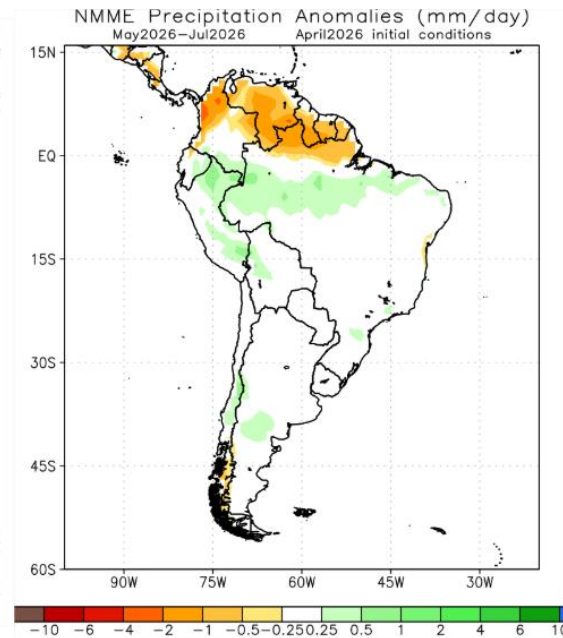 NMME Precipitation Anomalies (mm/day)
May2026-Jul2026 April2026 initial conditions
15N
EQ
15S
30S
45S
60S
90W 75W 60W 45W 30W
-10 -6 -4 -2 -1 -0.5-0.25 0.25 0.5 1 2 4 6 10